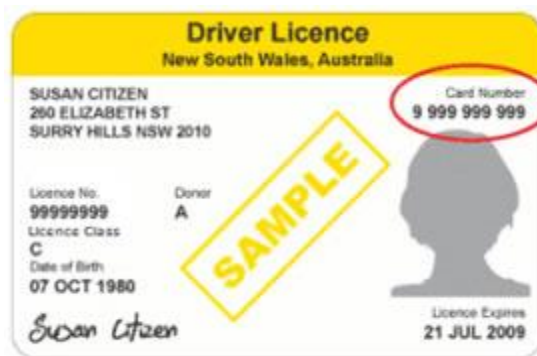 Driver Licence
New South Wales, Australia
SUSAN CITIZEN
260 ELIZABETH ST
SURRY HILLS NSW 2010
Card Number
9 999 999 999
SAMPLE
Licence No.
99999999
Donor
A
Licence Class
C
Date of Birth
07 OCT 1980
Susan Citizen
Licence Expires
21 JUL 2009